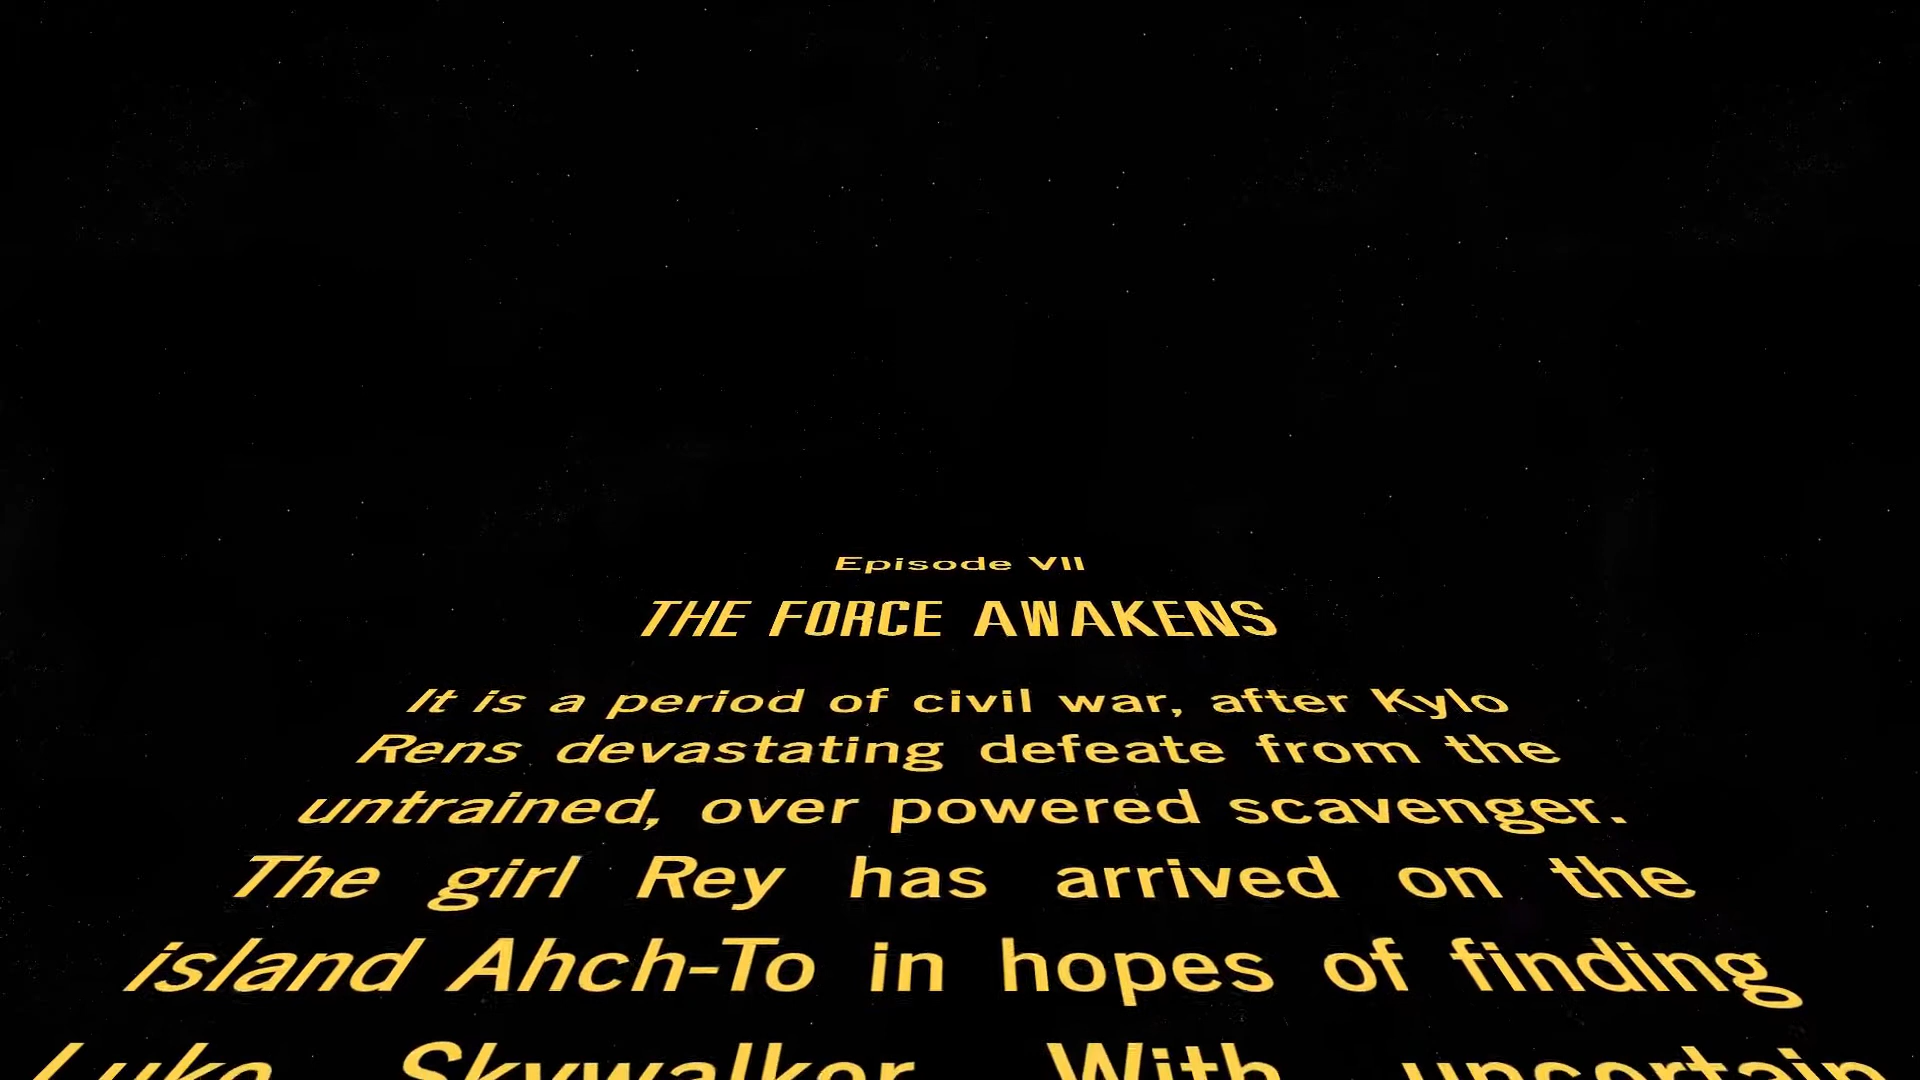 Episode VII
THE FORCE AWAKENS
It is a period of civil war, after Kylo
Rens devastating defeate from the
untrained, over powered scavenger.
The girl Rey has arrived on the
island Ahch-To in hopes of finding
Luke Skywalker. With uncertain